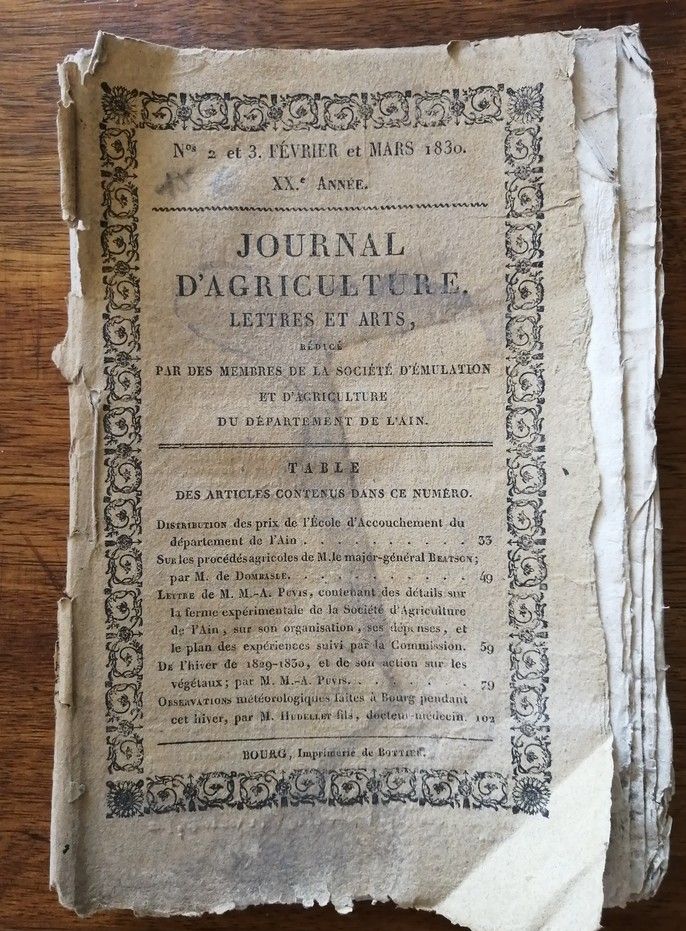 Nos 2 et 3. FÉVRIER et MARS 1830.
XX.e ANNÉE.
JOURNAL
D'AGRICULTURE,
LETTRES ET ARTS,
RÉDIGÉ
PAR DES MEMBRES DE LA SOCIÉTÉ D'ÉMULATION
ET D'AGRICULTURE
DU DÉPARTEMENT DE L'AIN.
TABLE
DES ARTICLES CONTENUS DANS CE NUMÉRO.
DISTRIBUTION des prix de l'École d'Accouchement du
département de l'Ain . . . . . . . . . . . 33
SUR les procédés agricoles de M. le major-général BEATSON;
par M. de DOMBASLE. . . . . . . . . . . . 49
LETTRE de M. M.-A. PUVIS, contenant des détails sur
la ferme expérimentale de la Société d'Agriculture
de l'Ain, sur son organisation, ses dépenses, et
le plan des expériences suivi par la Commission. 59
DE l'hiver de 1829-1830, et de son action sur les
végétaux; par M. M.-A. PUVIS. . . . . . . . 79
OBSERVATIONS météorologiques faites à Bourg pendant
cet hiver, par M. HUDELLET fils, docteur-médecin. 102
BOURG, Imprimerie de BOTTIER.